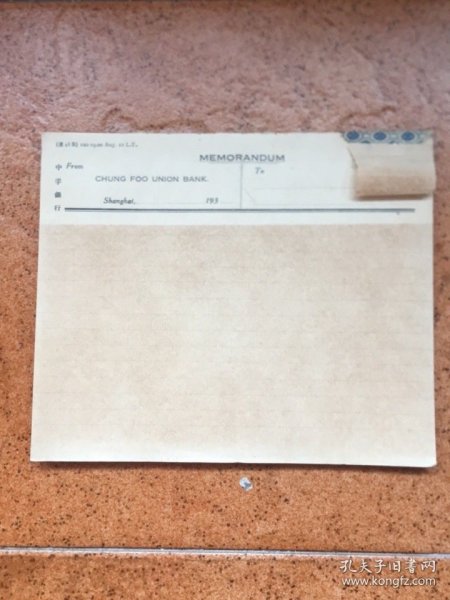 MEMORANDUM
From
To
CHUNG FOO UNION BANK.
Shanghai, 193
中孚銀行
孔夫子旧书网
www.kongfz.com